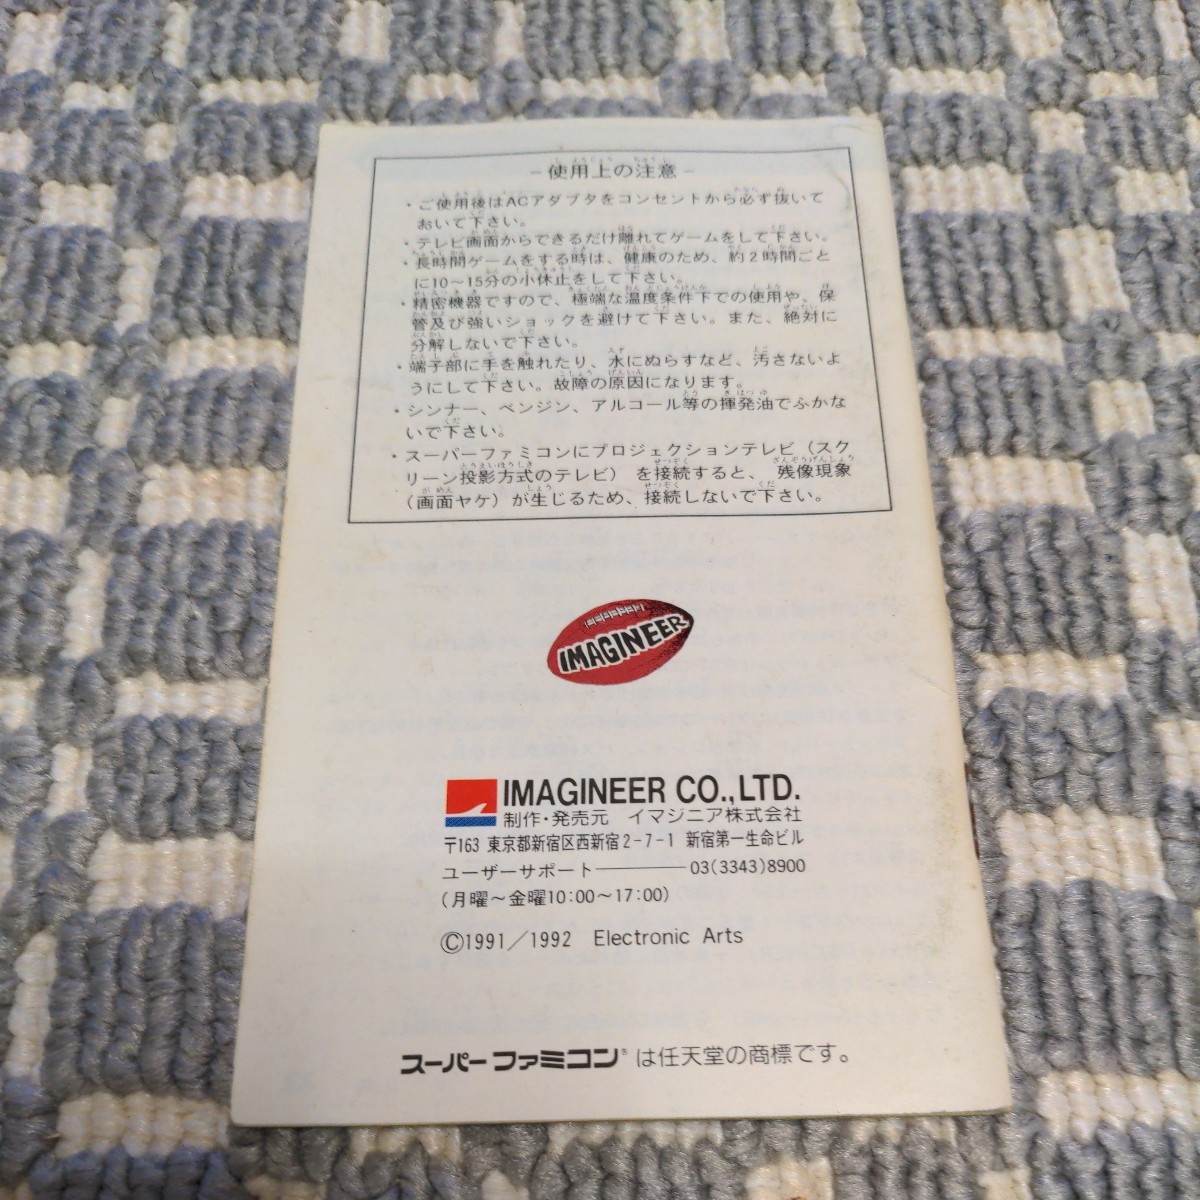 - 使用上の注意 -
・ご使用後はACアダプタをコンセントから必ず抜いて
おいて下さい。
・テレビ画面からできるだけ離れてゲームをして下さい。
・長時間ゲームをする時は、健康のため、約2時間ごと
に10～15分の小休止をして下さい。
・精密機器ですので、極端な温度条件下での使用や、保
管及び強いショックを避けて下さい。また、絶対に
分解しないで下さい。
・端子部に手を触れたり、水にぬらすなど、汚さないよ
うにして下さい。故障の原因になります。
・シンナー、ベンジン、アルコール等の揮発油でふかな
いで下さい。
・スーパーファミコンにプロジェクションテレビ（スク
リーン投影方式のテレビ）を接続すると、残像現象
（画面ヤケ）が生じるため、接続しないで下さい。
IMAGINEER
IMAGINEER CO.,LTD.
制作・発売元 イマジニア株式会社
〒163 東京都新宿区西新宿2-7-1 新宿第一生命ビル
ユーザーサポート――――03(3343)8900
(月曜～金曜10:00～17:00)
©1991/1992 Electronic Arts
スーパーファミコン®は任天堂の商標です。